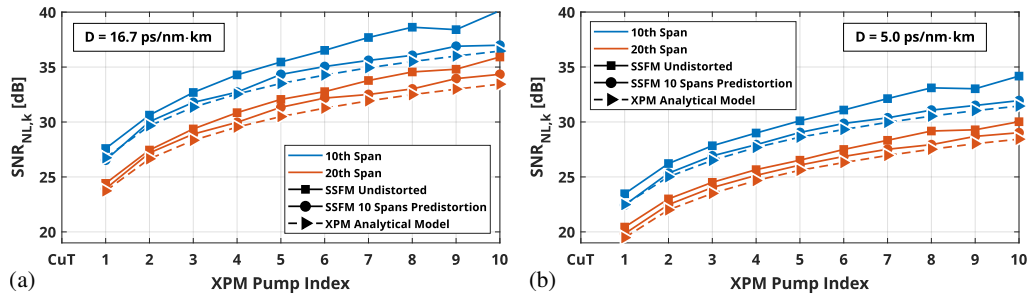 40
35
30
25
20
SNR_NL,k [dB]
D = 16.7 ps/nm·km
10th Span
20th Span
SSFM Undistorted
SSFM 10 Spans Predistortion
XPM Analytical Model
CuT 1 2 3 4 5 6 7 8 9 10
(a) XPM Pump Index
40
35
30
25
20
SNR_NL,k [dB]
10th Span
20th Span
SSFM Undistorted
SSFM 10 Spans Predistortion
XPM Analytical Model
D = 5.0 ps/nm·km
CuT 1 2 3 4 5 6 7 8 9 10
(b) XPM Pump Index